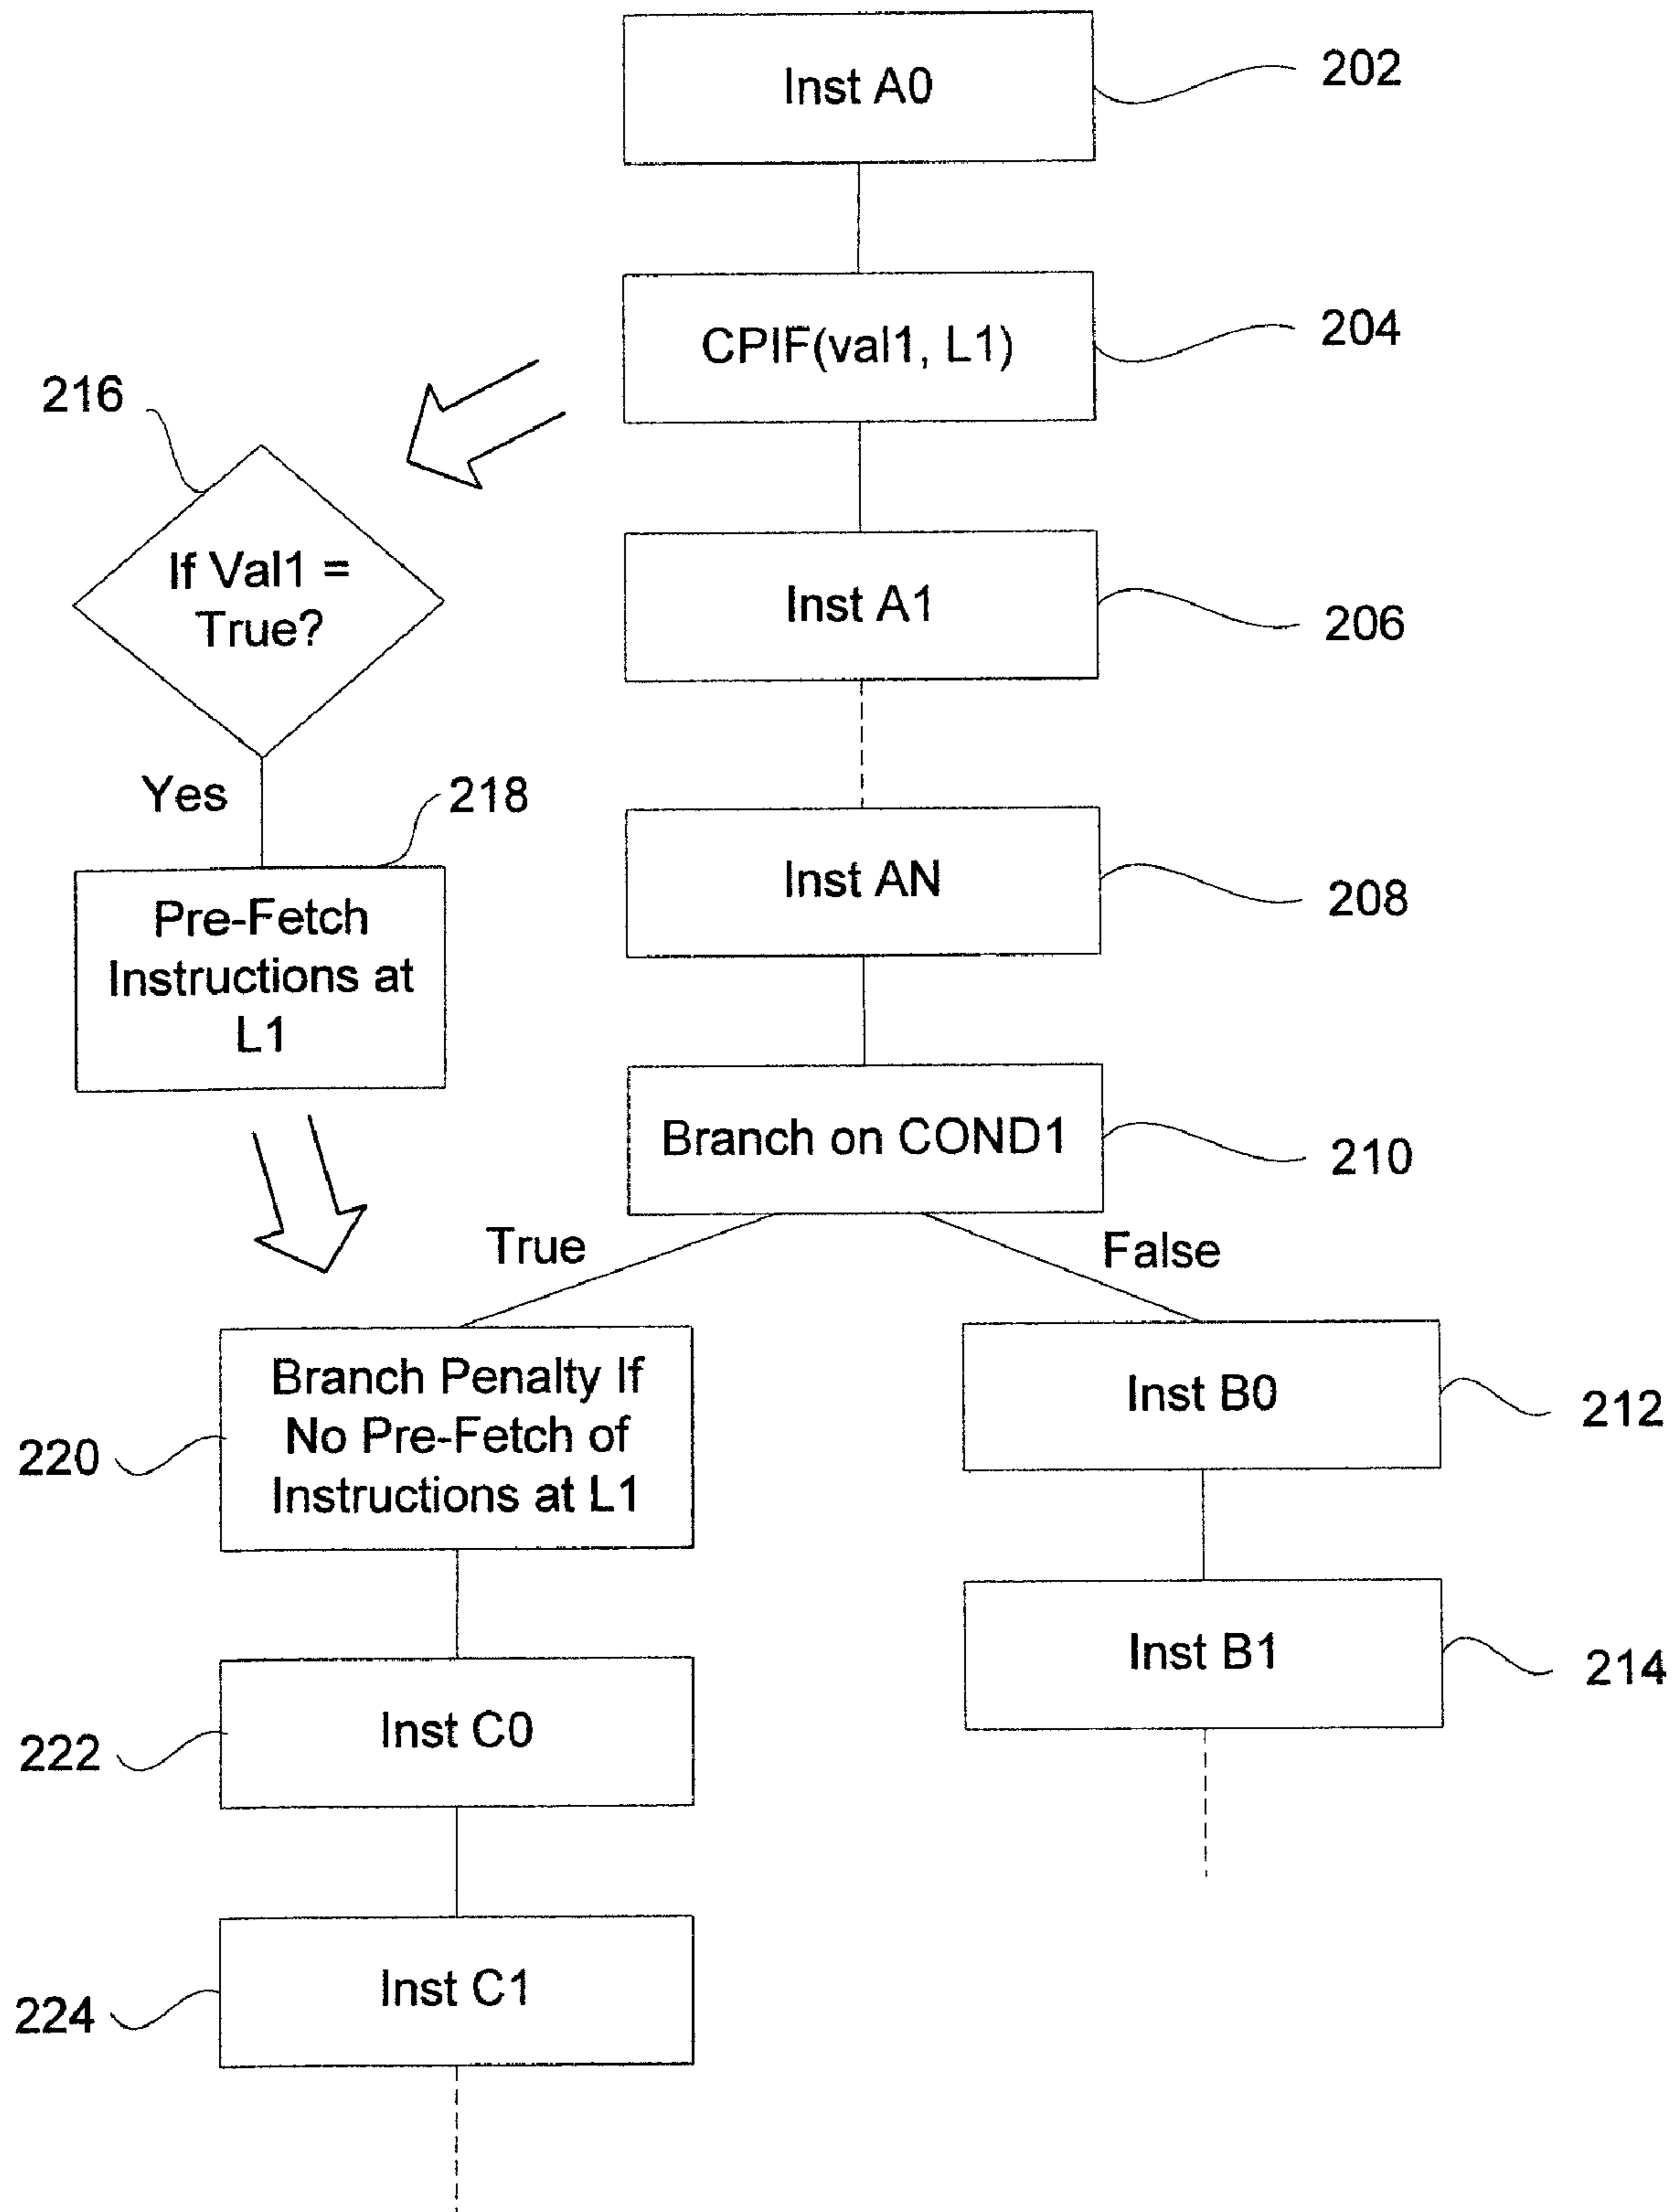 Inst A0
202
CPIF(val1, L1)
204
216
If Val1 =
True?
Inst A1
206
Yes
218
Pre-Fetch
Instructions at
L1
Inst AN
208
Branch on COND1
210
True
False
Branch Penalty If
No Pre-Fetch of
Instructions at L1
220
Inst B0
212
Inst B1
214
Inst C0
222
Inst C1
224